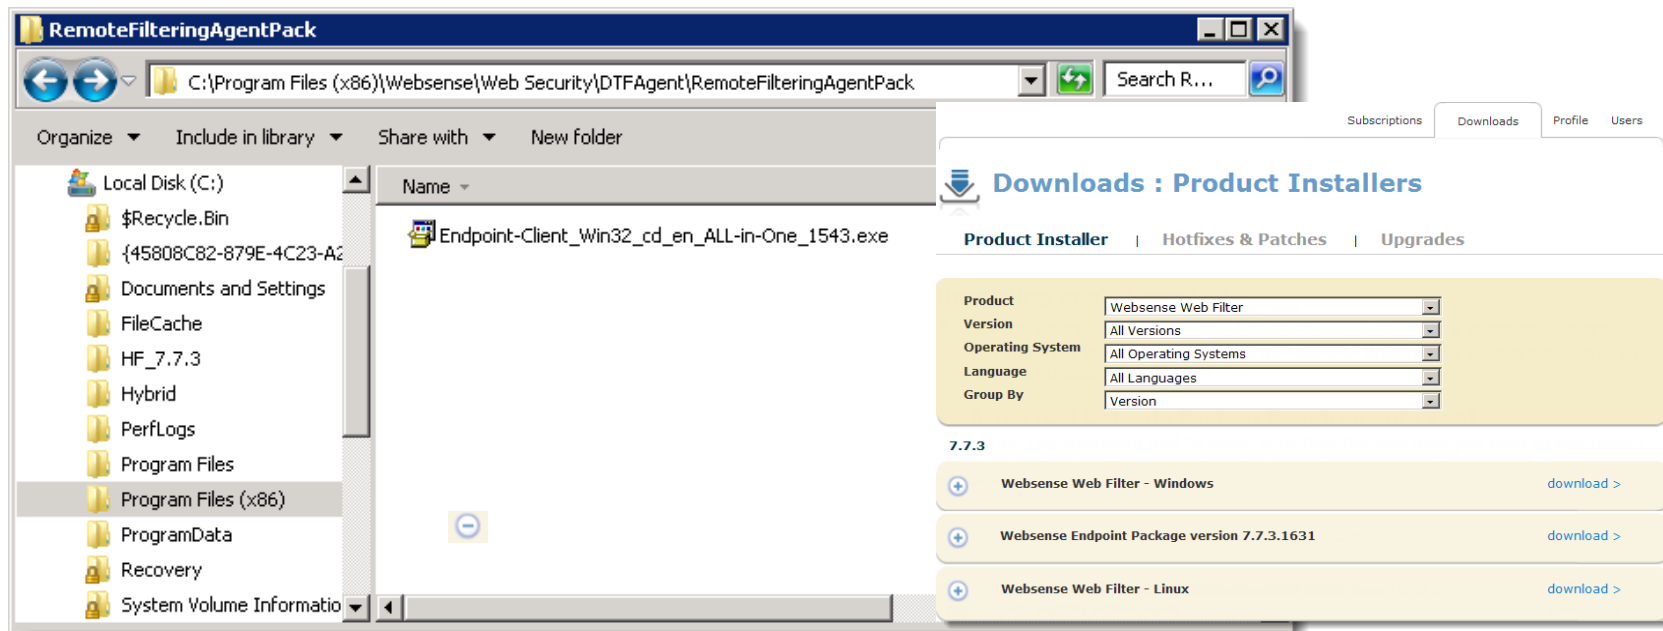 RemoteFilteringAgentPack
C:\Program Files (x86)\Websense\Web Security\DTFAgent\RemoteFilteringAgentPack
Search R...
Organize
Include in library
Share with
New folder
Local Disk (C:)
$Recycle.Bin
{45808C82-879E-4C23-A2
Documents and Settings
FileCache
HF_7.7.3
Hybrid
PerfLogs
Program Files
Program Files (x86)
ProgramData
Recovery
System Volume Informatio
Name
Endpoint-Client_Win32_cd_en_ALL-in-One_1543.exe
Subscriptions
Downloads
Profile
Users
Downloads : Product Installers
Product Installer | Hotfixes & Patches | Upgrades
Product
Websense Web Filter
Version
All Versions
Operating System
All Operating Systems
Language
All Languages
Group By
Version
7.7.3
Websense Web Filter - Windows
download >
Websense Endpoint Package version 7.7.3.1631
download >
Websense Web Filter - Linux
download >